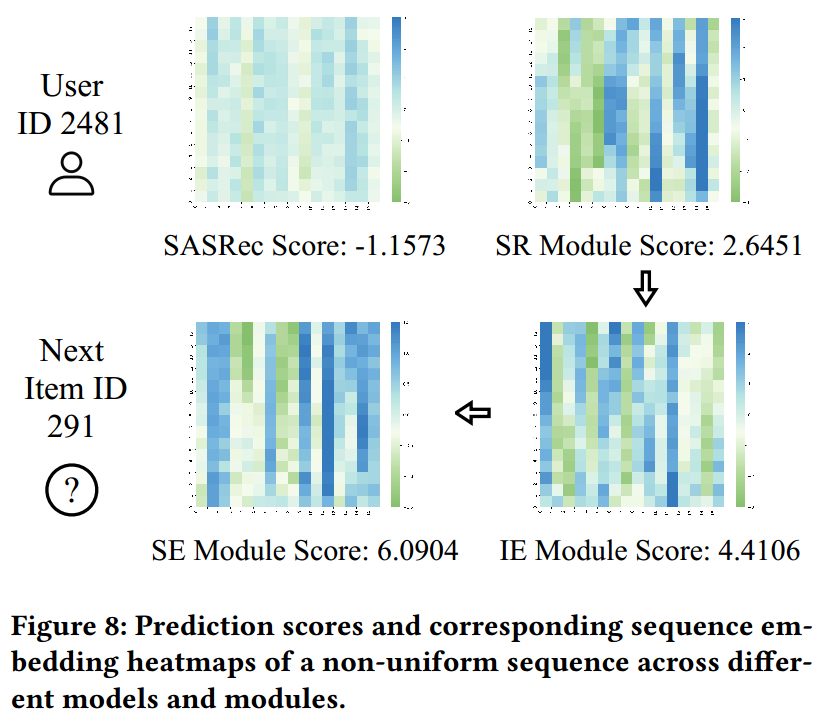 User
ID 2481
SASRec Score: -1.1573
SR Module Score: 2.6451
Next
Item ID
291
?
SE Module Score: 6.0904
IE Module Score: 4.4106
Figure 8: Prediction scores and corresponding sequence em-
bedding heatmaps of a non-uniform sequence across differ-
ent models and modules.